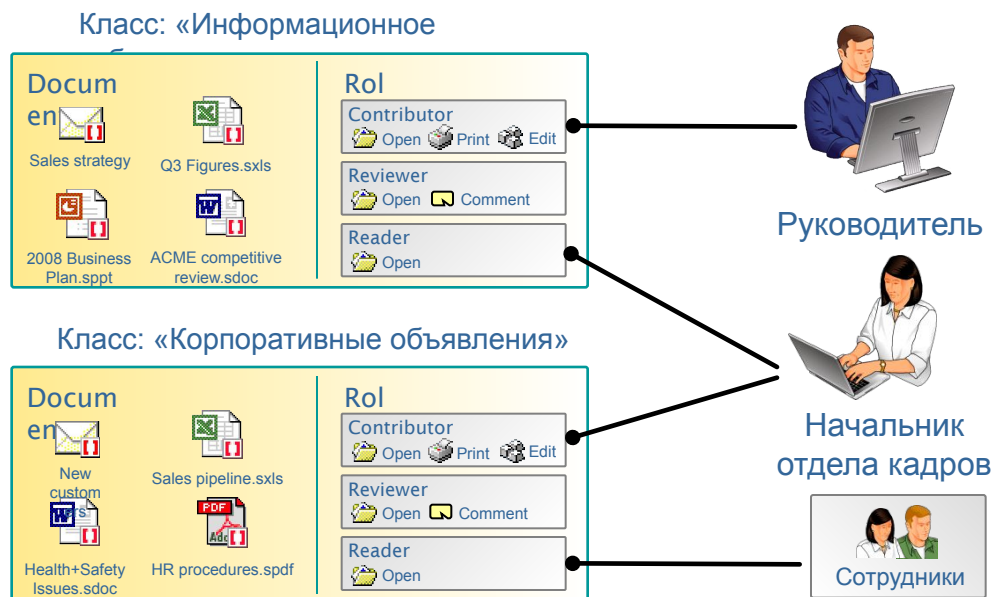 Класс: «Информационное
Docum
en
Sales strategy
Q3 Figures.sxls
2008 Business
Plan.sppt
ACME competitive
review.sdoc
Rol
Contributor
Open Print Edit
Reviewer
Open Comment
Reader
Open
Руководитель
Класс: «Корпоративные объявления»
Docum
en
New
custom
ers
Sales pipeline.sxls
Health+Safety
Issues.sdoc
PDF
HR procedures.spdf
Rol
Contributor
Open Print Edit
Reviewer
Open Comment
Reader
Open
Начальник
отдела кадров
Сотрудники